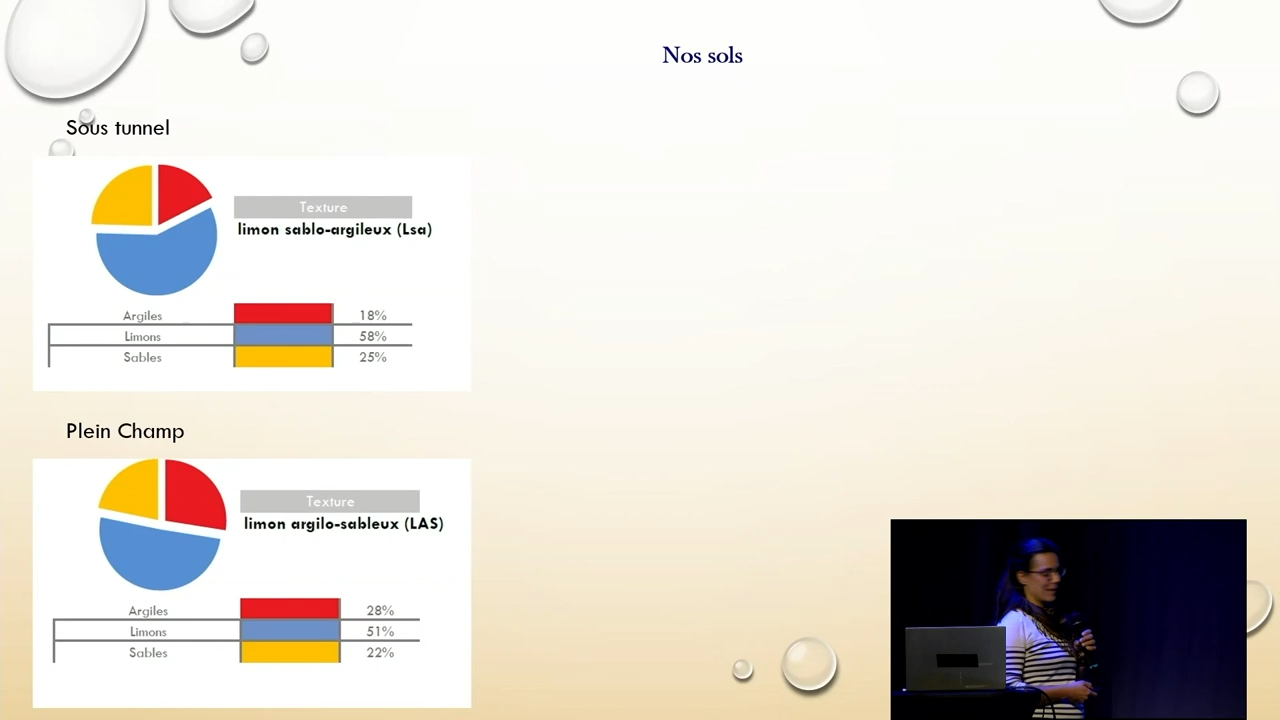 Nos sols
Sous tunnel
Texture
limon sablo-argileux (Lsa)
Argiles 18%
Limons 58%
Sables 25%
Plein Champ
Texture
limon argilo-sableux (LAS)
Argiles 28%
Limons 51%
Sables 22%